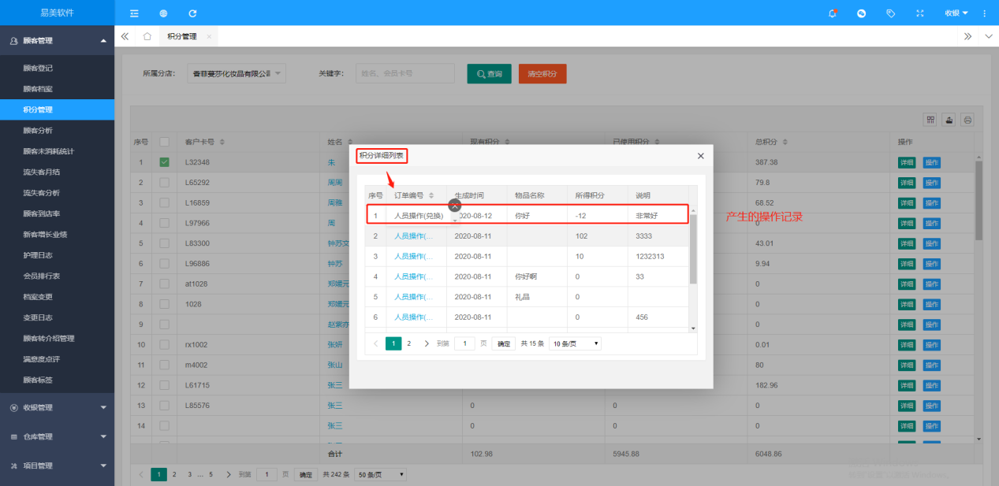 易美软件
收银
顾客管理
积分管理
顾客登记
所属分店：
香菲蔓莎化妆品有限公司
关键字：
姓名、会员卡号
查询
清空积分
顾客档案
积分管理
顾客分析
顾客未消耗统计
流失客月结
流失客分析
顾客到店率
新客增长业绩
护理日志
会员排行表
档案变更
变更日志
顾客转介绍管理
满意度点评
顾客标签
收银管理
仓库管理
项目管理
序号 客户卡号 姓名 现有积分 已使用积分 总积分 操作
1 L32348 朱 387.38 详细 操作
2 L65292 周周 79.8 详细 操作
3 L16859 周雅 68.52 详细 操作
4 L97966 周 0 详细 操作
5 L83300 钟苏文 43.01 详细 操作
6 L96886 钟苏 9.94 详细 操作
7 at1028 郑媛元 0 详细 操作
8 1028 郑媛元 0 详细 操作
9 赵紫亦 0 详细 操作
10 rx1002 张妍 0.01 详细 操作
11 m4002 张山 80 详细 操作
12 L61715 张三 182.96 详细 操作
13 L85576 张三 0 0 0 详细 操作
14 张三 0 0 0 详细 操作
合计 102.98 5945.88 6048.86
1 2 3 … 5 到第 1 页 确定 共 242 条 50 条/页
积分详细列表
序号 订单编号 生成时间 物品名称 所得积分 说明
1 人员操作(兑换) 020-08-12 你好 -12 非常好
2 人员操作(... 2020-08-11 102 3333
3 人员操作(... 2020-08-11 10 1232313
4 人员操作(... 2020-08-11 你好啊 0 33
5 人员操作(... 2020-08-11 礼品 0
6 人员操作(... 2020-08-11 0 456
1 2 到第 1 页 确定 共 15 条 10 条/页
产生的操作记录